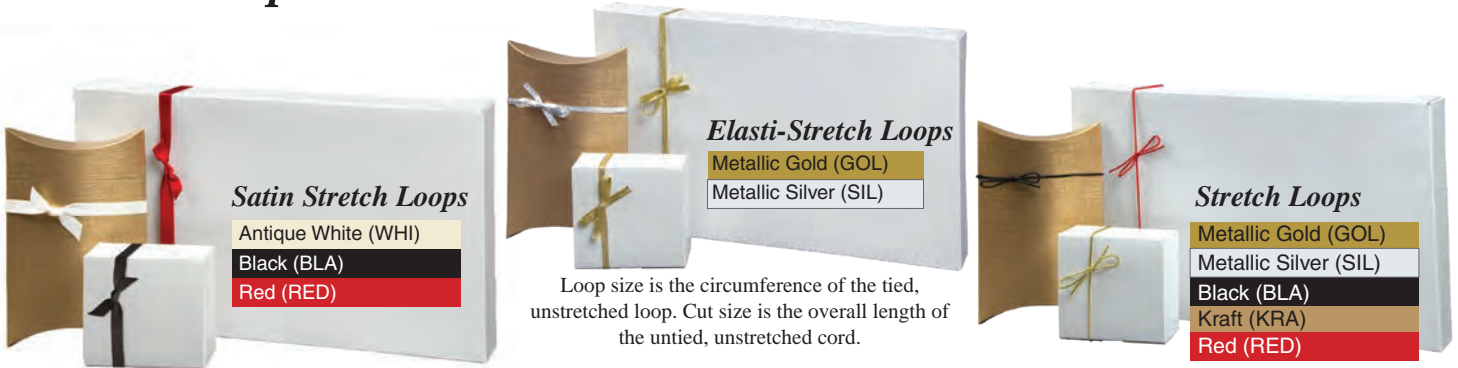 Satin Stretch Loops
Antique White (WHI)
Black (BLA)
Red (RED)
Elasti-Stretch Loops
Metallic Gold (GOL)
Metallic Silver (SIL)
Loop size is the circumference of the tied,
unstretched loop. Cut size is the overall length of
the untied, unstretched cord.
Stretch Loops
Metallic Gold (GOL)
Metallic Silver (SIL)
Black (BLA)
Kraft (KRA)
Red (RED)